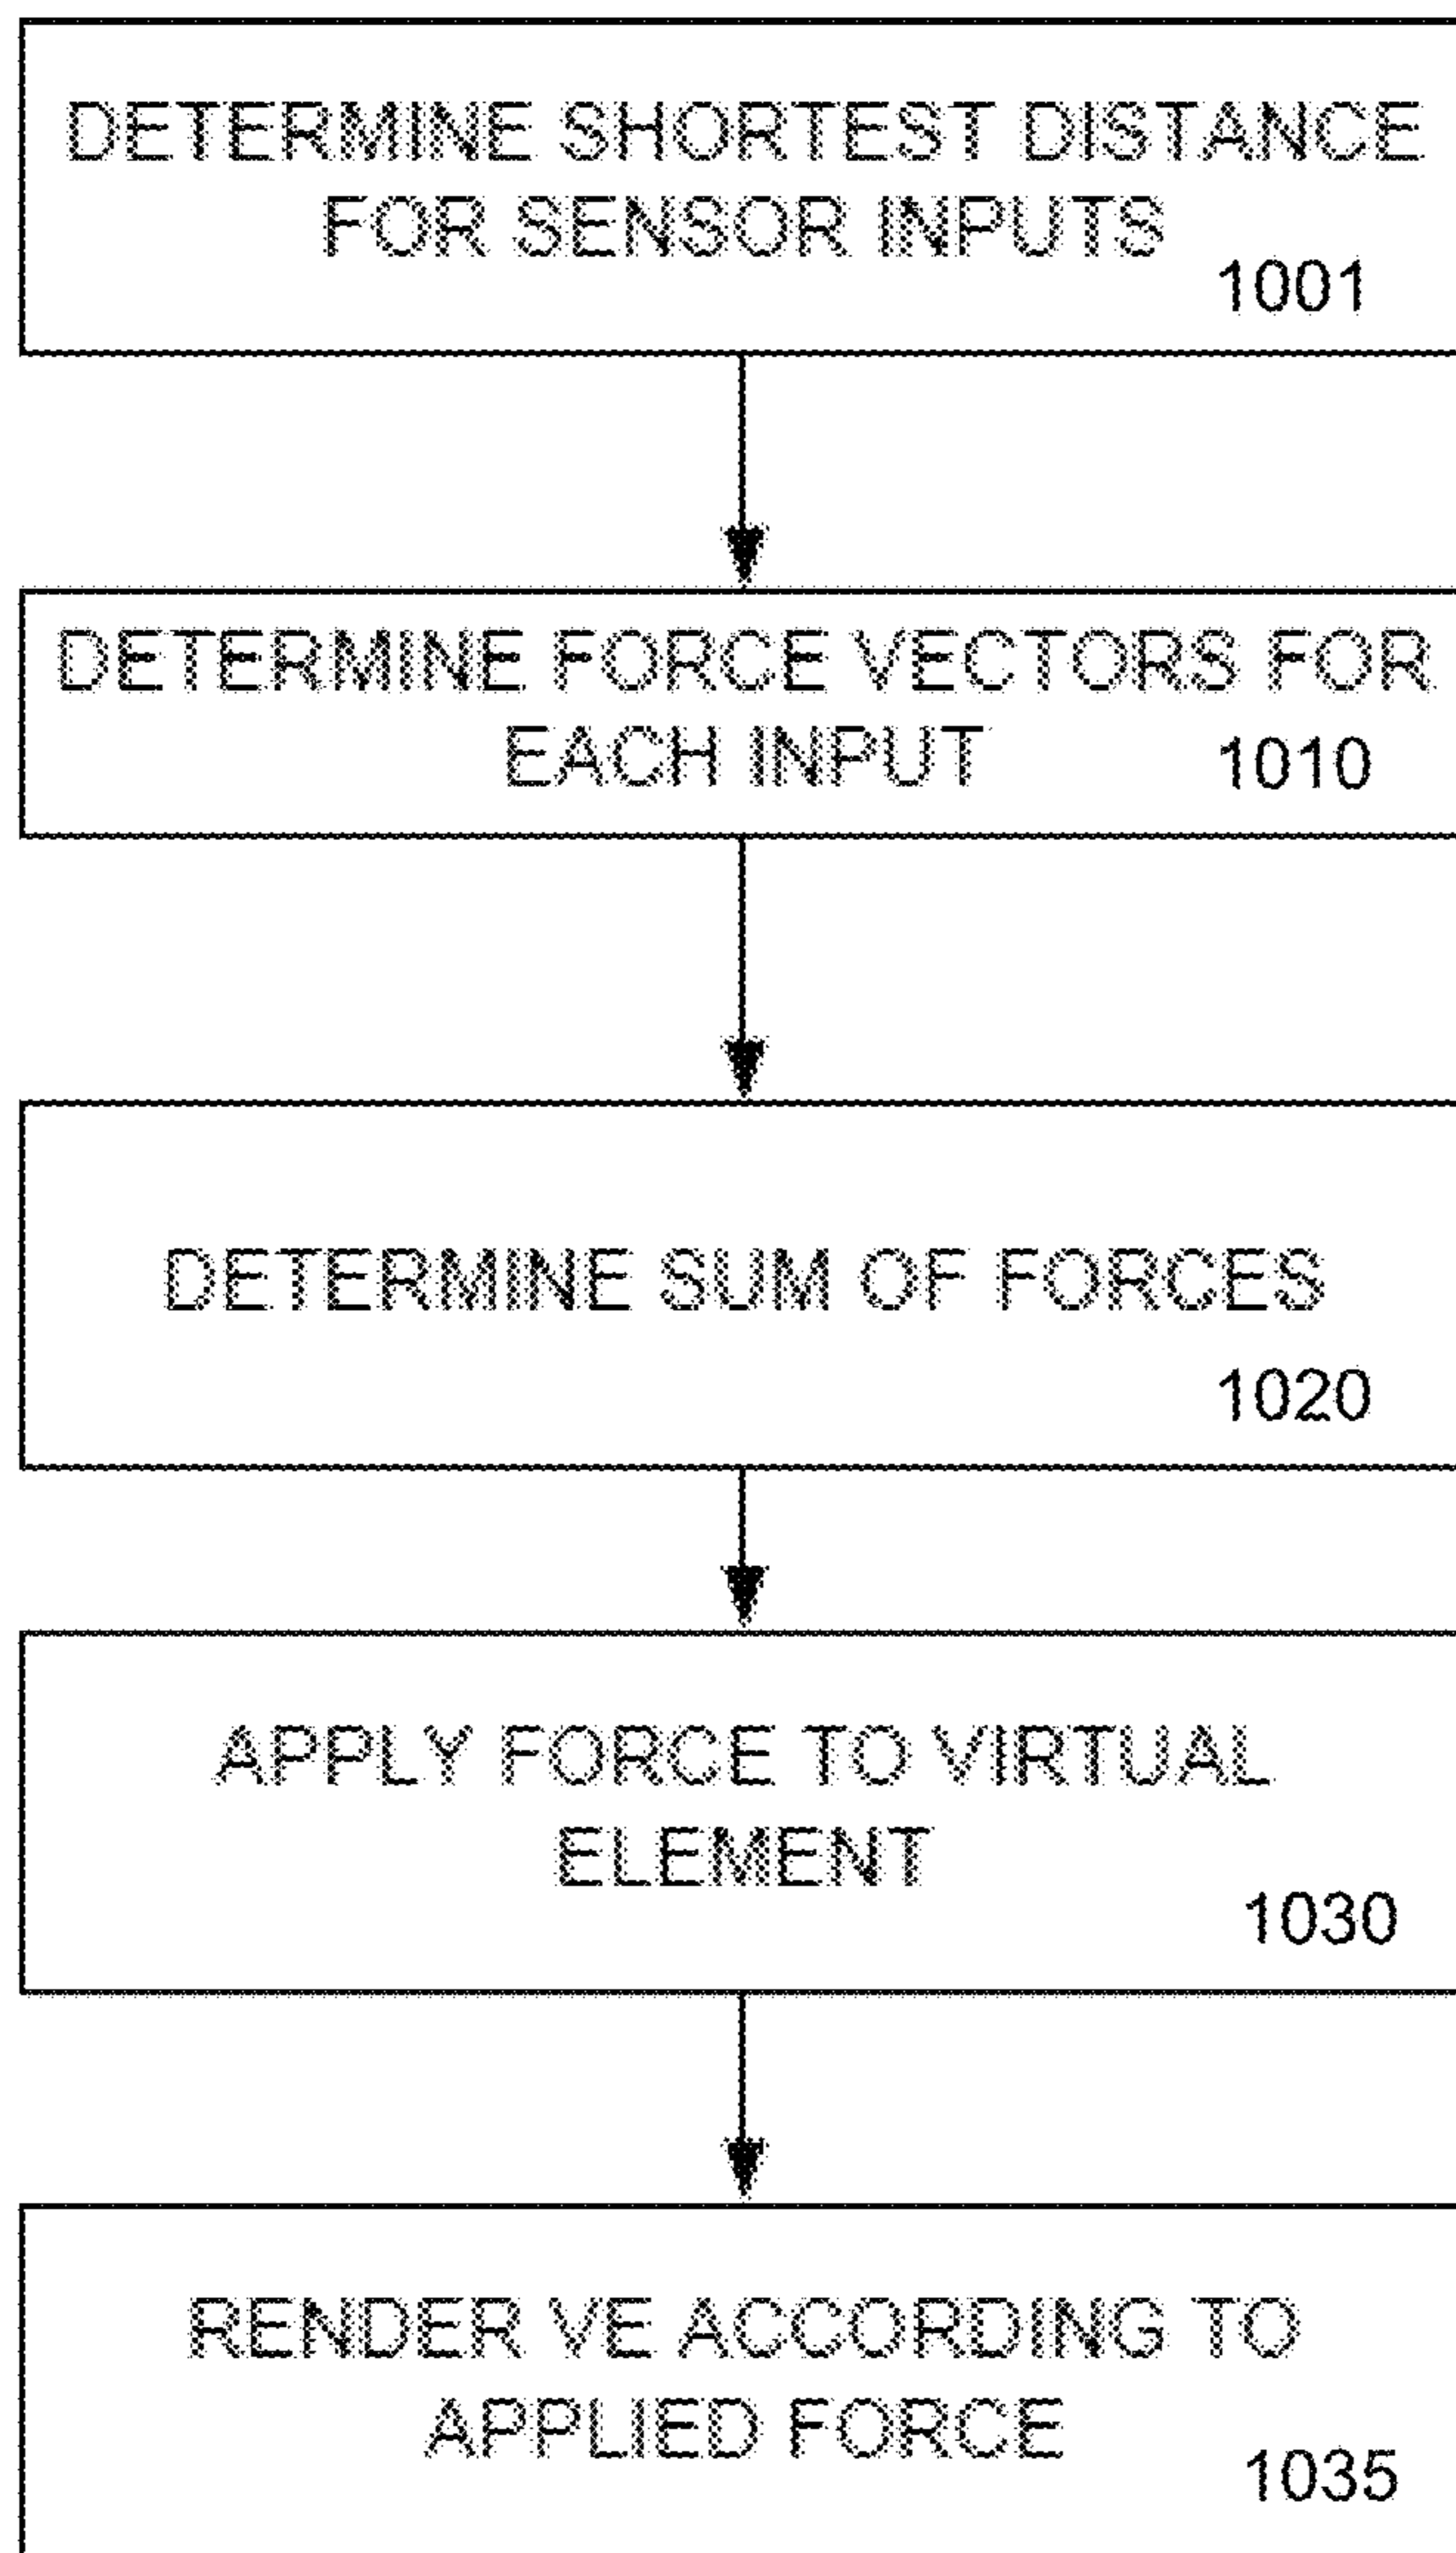 DETERMINE SHORTEST DISTANCE
FOR SENSOR INPUTS
1001
DETERMINE FORCE VECTORS FOR
EACH INPUT
1010
DETERMINE SUM OF FORCES
1020
APPLY FORCE TO VIRTUAL
ELEMENT
1030
RENDER VE ACCORDING TO
APPLIED FORCE
1035